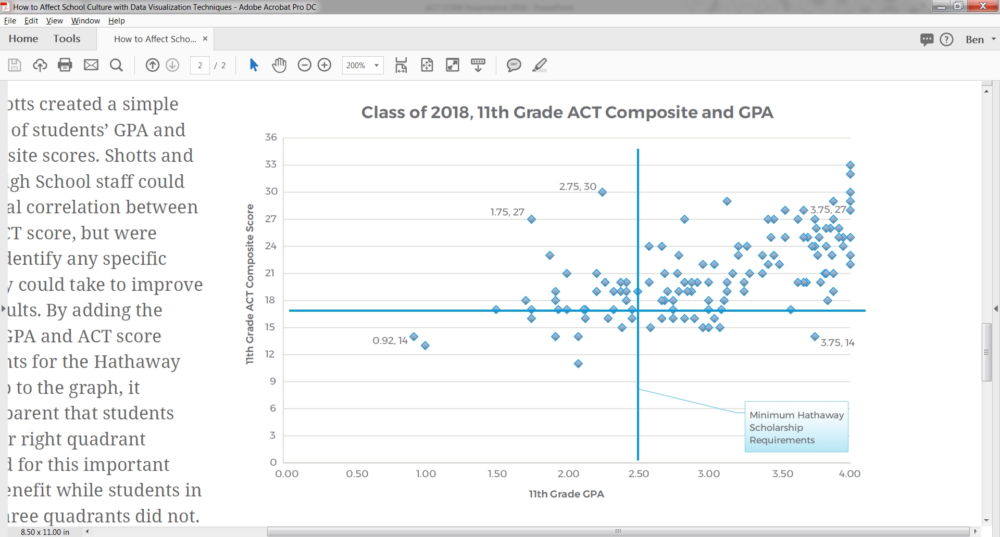 How to Affect School Culture with Data Visualization Techniques - Adobe Acrobat Pro DC
File Edit View Window Help
Home Tools How to Affect Scho... ×
Ben
2 / 2 200%
otts created a simple
of students’ GPA and
site scores. Shotts and
igh School staff could
al correlation between
CT score, but were
dentify any specific
y could take to improve
ults. By adding the
GPA and ACT score
nts for the Hathaway
p to the graph, it
parent that students
r right quadrant
d for this important
enefit while students in
hree quadrants did not.
Class of 2018, 11th Grade ACT Composite and GPA
11th Grade ACT Composite Score
36
33
30
27
24
21
18
15
12
9
6
3
0
2.75, 30
1.75, 27
3.75, 27
0.92, 14
3.75, 14
Minimum Hathaway
Scholarship
Requirements
0.00 0.50 1.00 1.50 2.00 2.50 3.00 3.50 4.00
11th Grade GPA
8.50 x 11.00 in